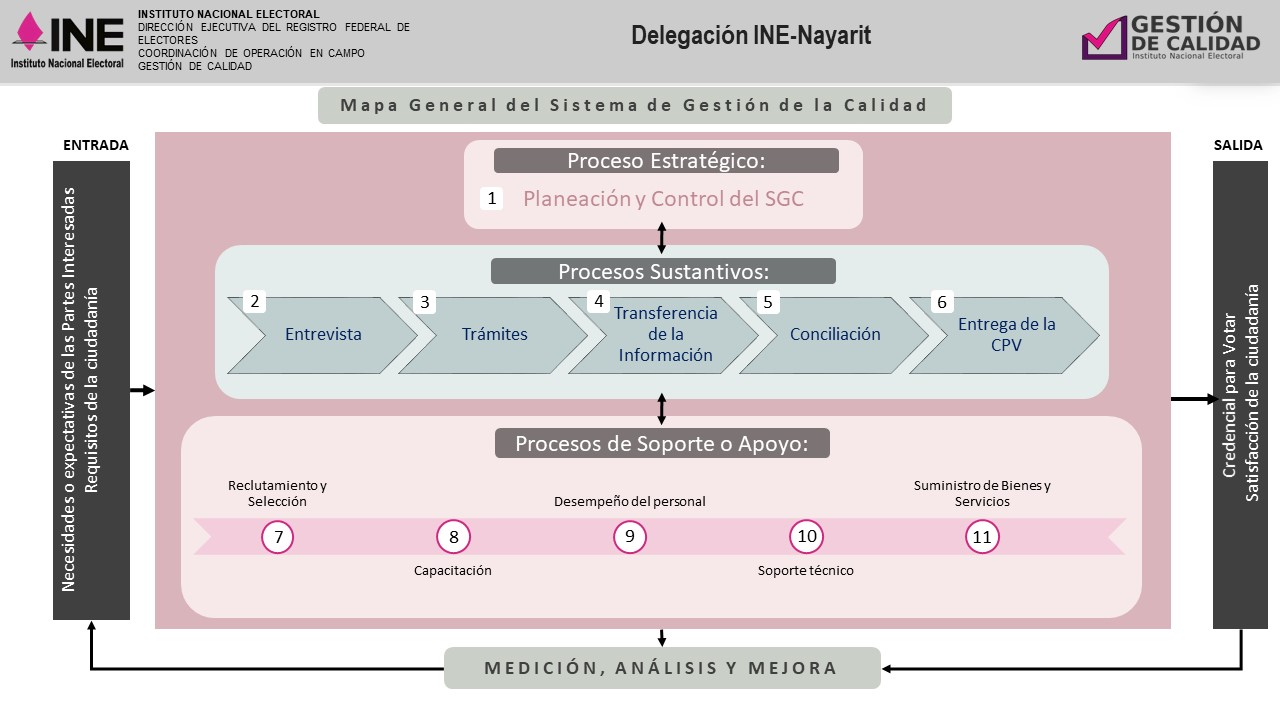 INE
Instituto Nacional Electoral
INSTITUTO NACIONAL ELECTORAL
DIRECCIÓN EJECUTIVA DEL REGISTRO FEDERAL DE
ELECTORES
COORDINACIÓN DE OPERACIÓN EN CAMPO
GESTIÓN DE CALIDAD
Delegación INE-Nayarit
GESTIÓN
DE CALIDAD
Instituto Nacional Electoral
Mapa General del Sistema de Gestión de la Calidad
ENTRADA
Necesidades o expectativas de las Partes Interesadas
Requisitos de la ciudadanía
Proceso Estratégico:
1 Planeación y Control del SGC
Procesos Sustantivos:
2
Entrevista
3
Trámites
4
Transferencia
de la
Información
5
Conciliación
6
Entrega de la
CPV
Procesos de Soporte o Apoyo:
Reclutamiento y
Selección
7
8
Capacitación
Desempeño del personal
9
10
Soporte técnico
Suministro de Bienes y
Servicios
11
SALIDA
Credencial para Votar
Satisfacción de la ciudadanía
MEDICIÓN, ANÁLISIS Y MEJORA